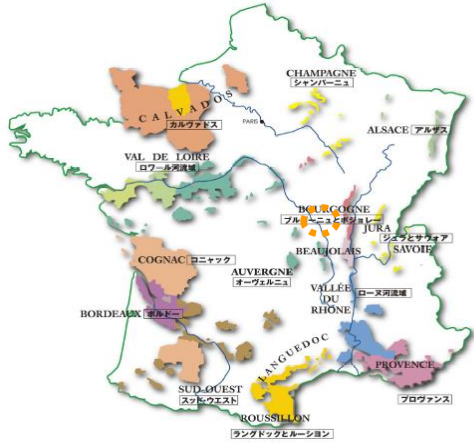 CHAMPAGNE
シャンパーニュ
CALVADOS
カルヴァドス
PARIS
ALSACE アルザス
VAL DE LOIRE
ロワール河流域
BOURGOGNE
ブルゴーニュとボジョレー
JURA
ジュラとサヴォア
SAVOIE
BEAUJOLAIS
COGNAC コニャック
AUVERGNE
オーヴェルニュ
VALLÉE
DU
RHÔNE
ローヌ河流域
BORDEAUX ボルドー
LANGUEDOC
PROVENCE
プロヴァンス
SUD-OUEST
スッド・ウエスト
ROUSSILLON
ラングドックとルーション